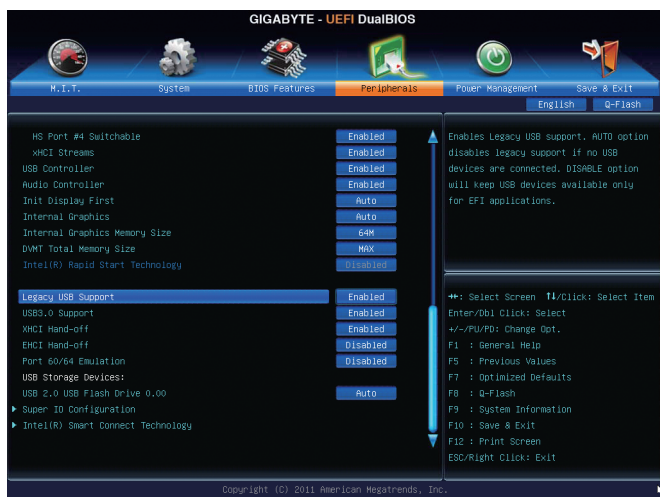 GIGABYTE - UEFI DualBIOS
M.I.T. System BIOS Features Peripherals Power Management Save & Exit
English Q-Flash
HS Port #4 Switchable Enabled
xHCI Streams Enabled
USB Controller Enabled
Audio Controller Enabled
Init Display First Auto
Internal Graphics Auto
Internal Graphics Memory Size 64M
DVMT Total Memory Size MAX
Intel(R) Rapid Start Technology Disabled
Legacy USB Support Enabled
USB3.0 Support Enabled
XHCI Hand-off Enabled
EHCI Hand-off Disabled
Port 60/64 Emulation Disabled
USB Storage Devices:
USB 2.0 USB Flash Drive 0.00 Auto
Super IO Configuration
Intel(R) Smart Connect Technology
Enables Legacy USB support. AUTO option
disables legacy support if no USB
devices are connected. DISABLE option
will keep USB devices available only
for EFI applications.
→←: Select Screen ↑↓/Click: Select Item
Enter/Dbl Click: Select
+/-/PU/PD: Change Opt.
F1 : General Help
F5 : Previous Values
F7 : Optimized Defaults
F8 : Q-Flash
F9 : System Information
F10 : Save & Exit
F12 : Print Screen
ESC/Right Click: Exit
Copyright (C) 2011 American Megatrends, Inc.